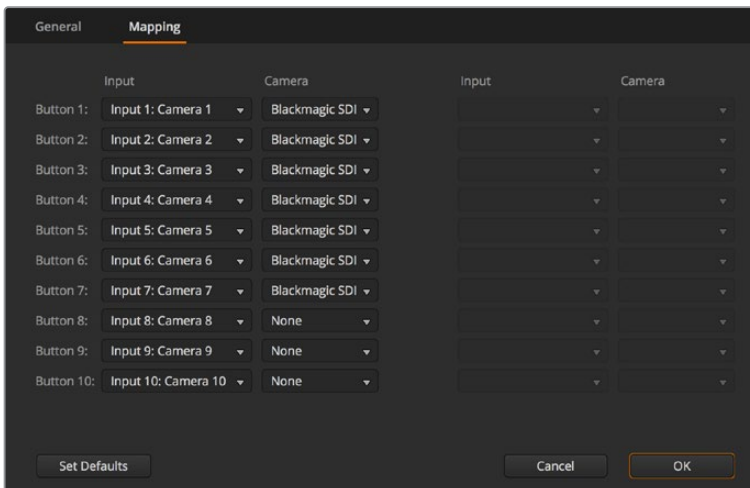 General Mapping
Input Camera Input Camera
Button 1: Input 1: Camera 1 Blackmagic SDI
Button 2: Input 2: Camera 2 Blackmagic SDI
Button 3: Input 3: Camera 3 Blackmagic SDI
Button 4: Input 4: Camera 4 Blackmagic SDI
Button 5: Input 5: Camera 5 Blackmagic SDI
Button 6: Input 6: Camera 6 Blackmagic SDI
Button 7: Input 7: Camera 7 Blackmagic SDI
Button 8: Input 8: Camera 8 None
Button 9: Input 9: Camera 9 None
Button 10: Input 10: Camera 10 None
Set Defaults Cancel OK